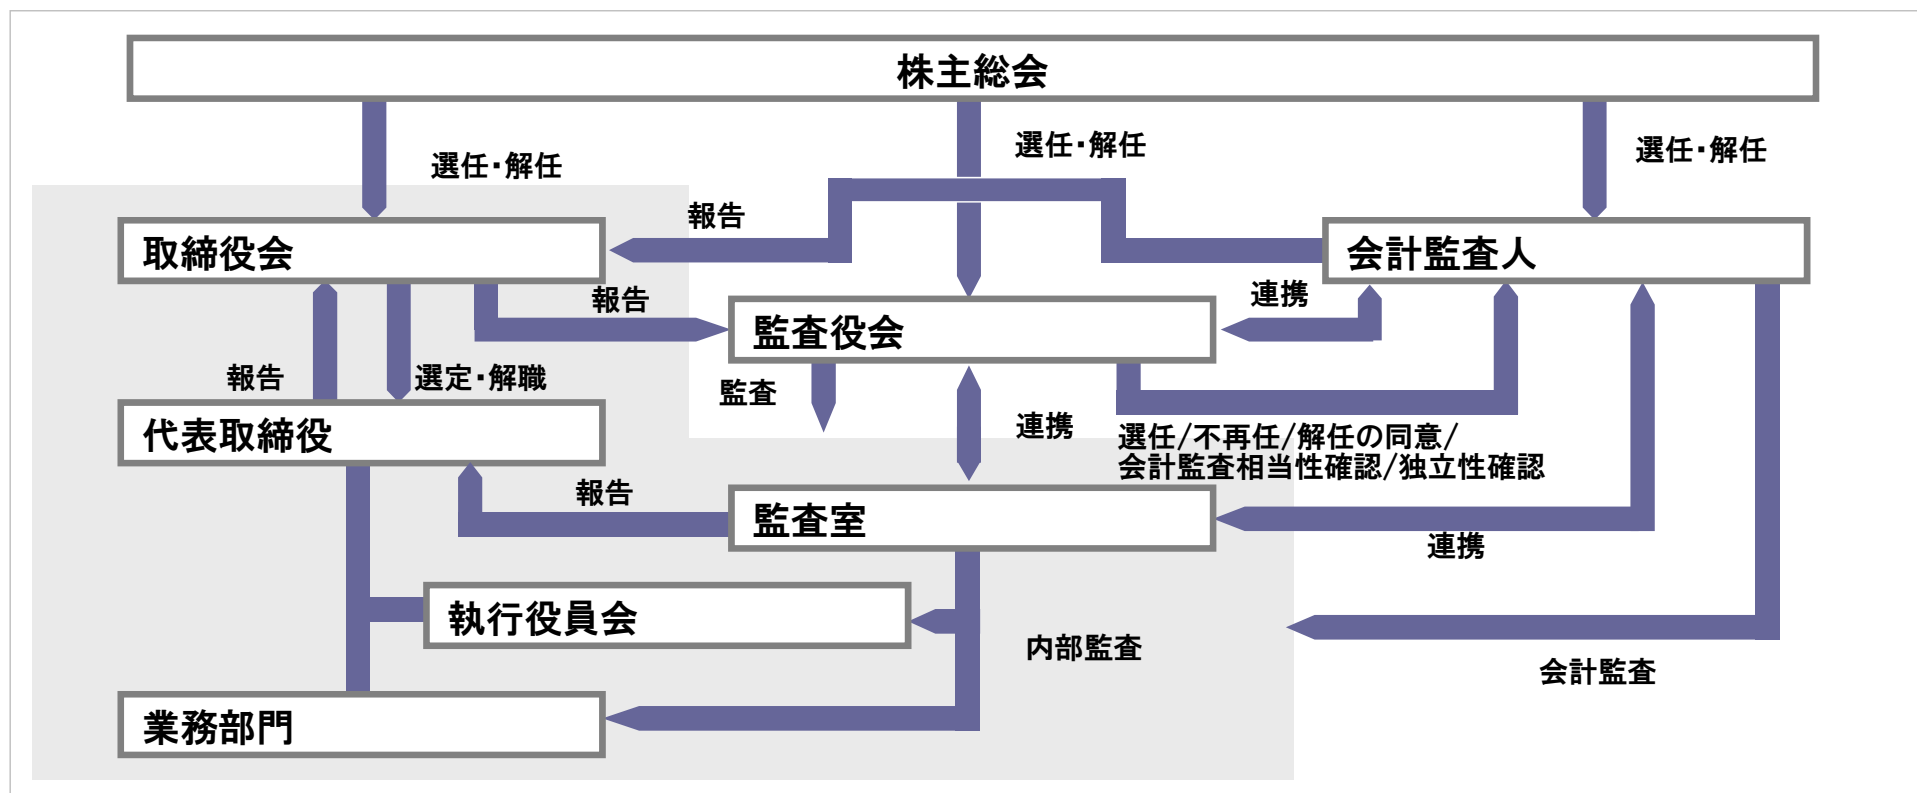 株主総会
選任・解任
選任・解任
選任・解任
取締役会
報告
会計監査人
報告
連携
監査役会
報告
選定・解職
監査
代表取締役
連携
選任/不再任/解任の同意/
会計監査相当性確認/独立性確認
報告
監査室
連携
執行役員会
内部監査
会計監査
業務部門